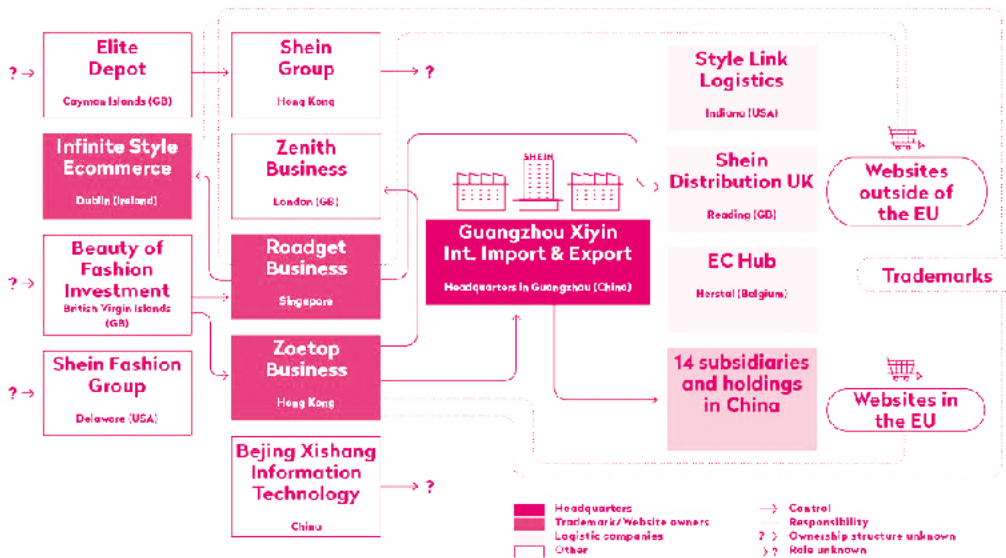 Elite
Depot
Cayman Islands (GB)
Shein
Group
Hong Kong
?
?
Infinite Style
Ecommerce
Dublin (Ireland)
Zenith
Business
London (GB)
Beauty of
Fashion
Investment
British Virgin Islands
(GB)
?
Roadget
Business
Singapore
Shein Fashion
Group
Delaware (USA)
?
Zoetop
Business
Hong Kong
Bejing Xishang
Information
Technology
China
?
SHEIN
Guangzhou Xiyin
Int. Import & Export
Headquarters in Guangzhou (China)
Style Link
Logistics
Indiana (USA)
Shein
Distribution UK
Reading (GB)
EC Hub
Herstal (Belgium)
14 subsidiaries
and holdings
in China
Websites
outside of
the EU
Trademarks
Websites in
the EU
Headquarters
Trademark/Website owners
Logistic companies
Other
Control
Responsibility
? Ownership structure unknown
? Role unknown